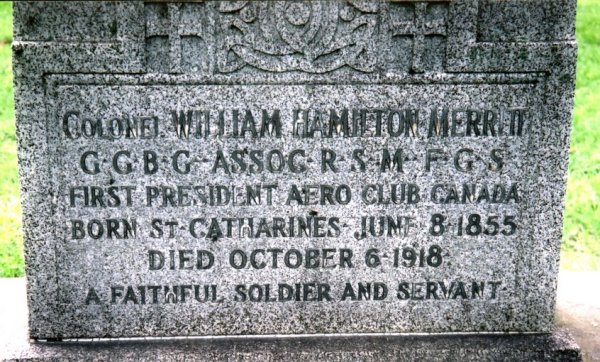 COLONEL WILLIAM HAMILTON MERRITT
G·G·B·G· ASSOC· R·S·M· F·G·S
FIRST PRESIDENT AERO CLUB CANADA
BORN ST·CATHARINES·JUNE 8·1855
DIED OCTOBER 6·1918·
A FAITHFUL SOLDIER AND SERVANT·